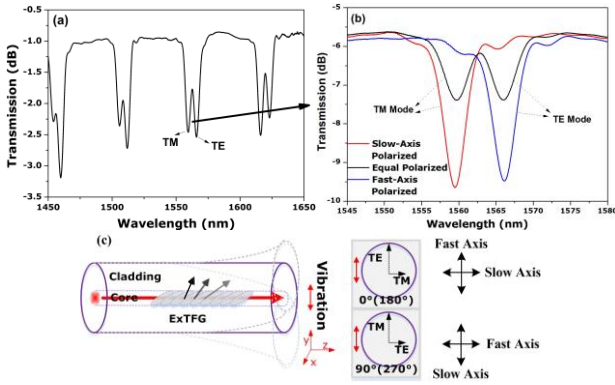 (a)
Transmission (dB)
-0.5
-1.0
-1.5
-2.0
-2.5
-3.0
-3.5
TM
TE
1450
1500
1550
1600
1650
Wavelength (nm)
(b)
Transmission (dB)
-6
-7
-8
-9
-10
TM Mode
TE Mode
Slow-Axis
Polarized
Equal Polarized
Fast-Axis
Polarized
1545
1550
1555
1560
1565
1570
1575
1580
Wavelength (nm)
(c)
Cladding
Core
ExTFG
Vibration
y
z
x
TE
TM
0°(180°)
Fast Axis
Slow Axis
TM
TE
90°(270°)
Fast Axis
Slow Axis